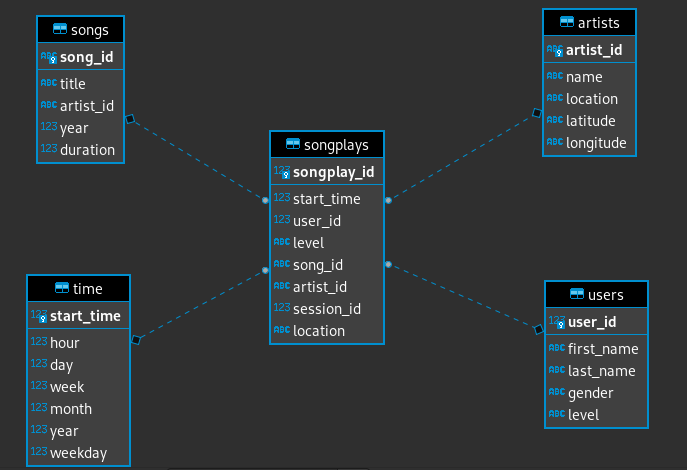 songs
ABC song_id
ABC title
ABC artist_id
123 year
123 duration
artists
ABC artist_id
ABC name
ABC location
ABC latitude
ABC longitude
songplays
123 songplay_id
123 start_time
123 user_id
ABC level
ABC song_id
ABC artist_id
123 session_id
ABC location
time
123 start_time
123 hour
123 day
123 week
123 month
123 year
123 weekday
users
123 user_id
ABC first_name
ABC last_name
ABC gender
ABC level